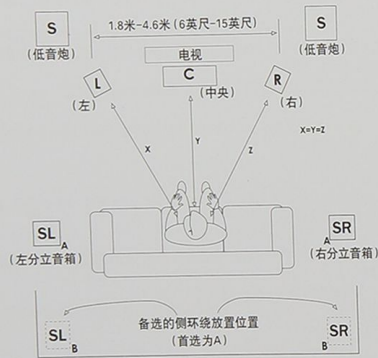 S
1.8米-4.6米(6英尺-15英尺)
S
(低音炮)
电视
(低音炮)
L
C
R
(左)
(中央)
(右)
X
Y
Z
X=Y=Z
SL A
SR A
(左分立音箱)
(右分立音箱)
SL B
备选的侧环绕放置位置
SR B
(首选为A)